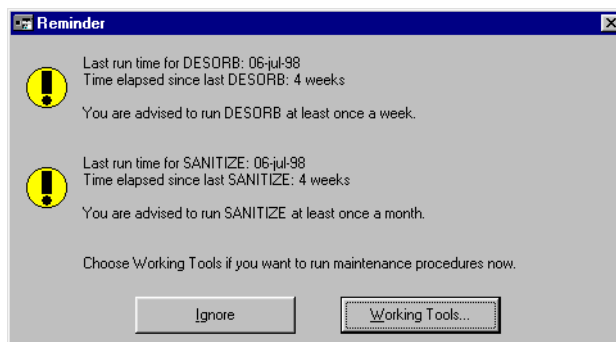 Reminder
Last run time for DESORB: 06-jul-98
Time elapsed since last DESORB: 4 weeks
You are advised to run DESORB at least once a week.
Last run time for SANITIZE: 06-jul-98
Time elapsed since last SANITIZE: 4 weeks
You are advised to run SANITIZE at least once a month.
Choose Working Tools if you want to run maintenance procedures now.
Ignore
Working Tools...